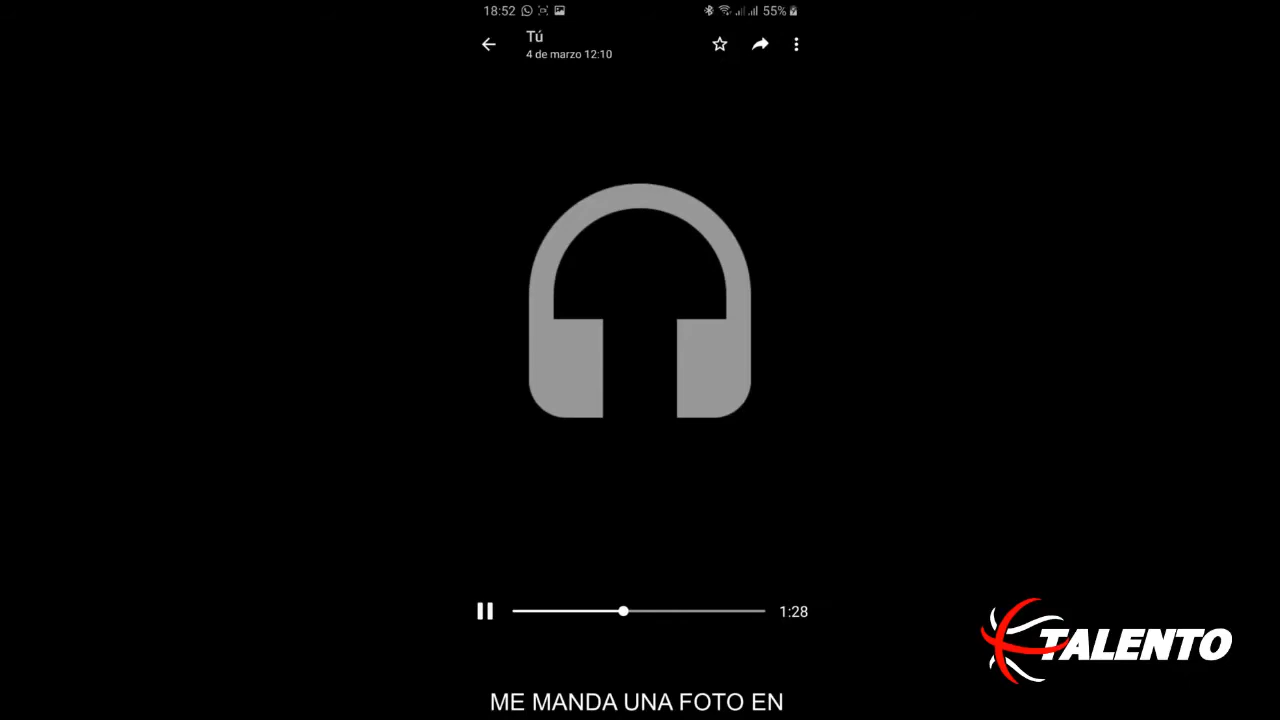 18:52 55%
Tú
4 de marzo 12:10
1:28
TALENTO
ME MANDA UNA FOTO EN